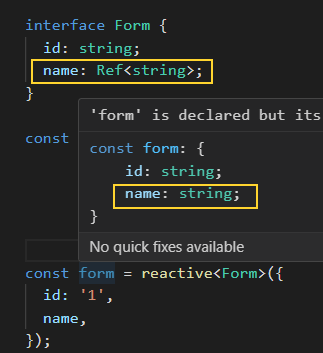 interface Form {
id: string;
name: Ref<string>;
}
'form' is declared but its
const
const form: {
id: string;
name: string;
}
No quick fixes available
const form = reactive<Form>({
id: '1',
name,
});